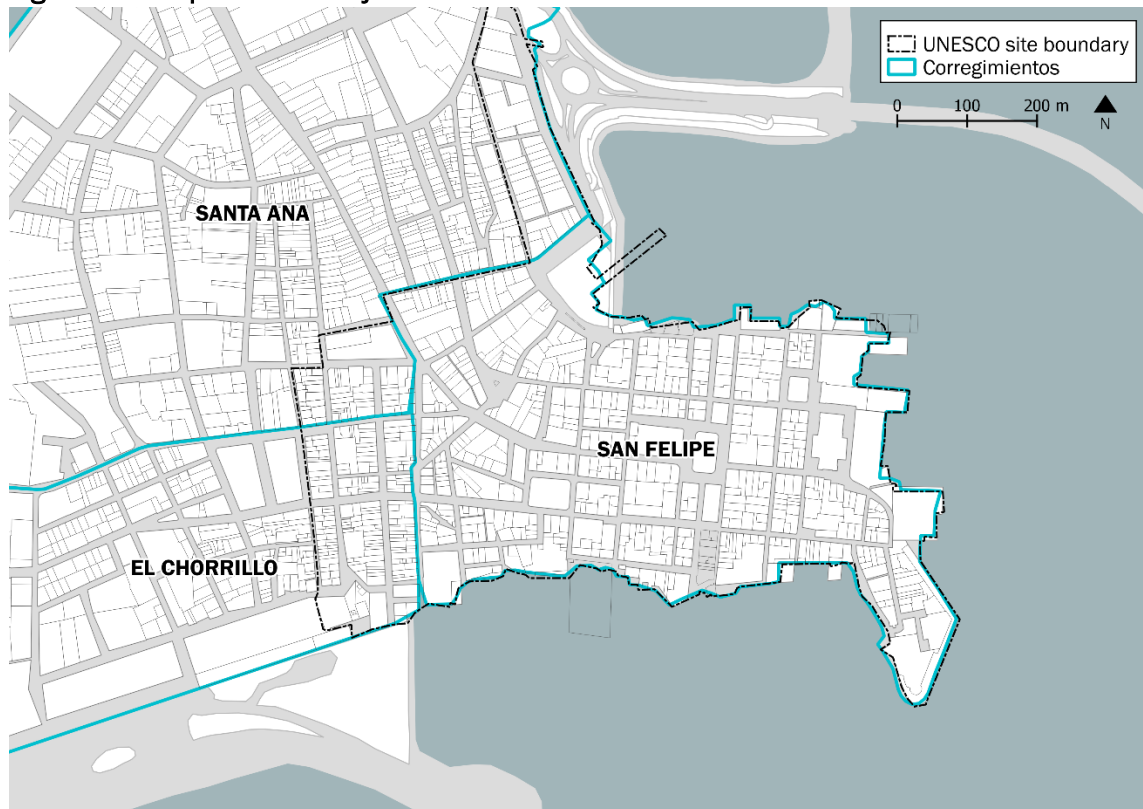 UNESCO site boundary
Corregimientos
0 100 200 m
N
SANTA ANA
SAN FELIPE
EL CHORRILLO